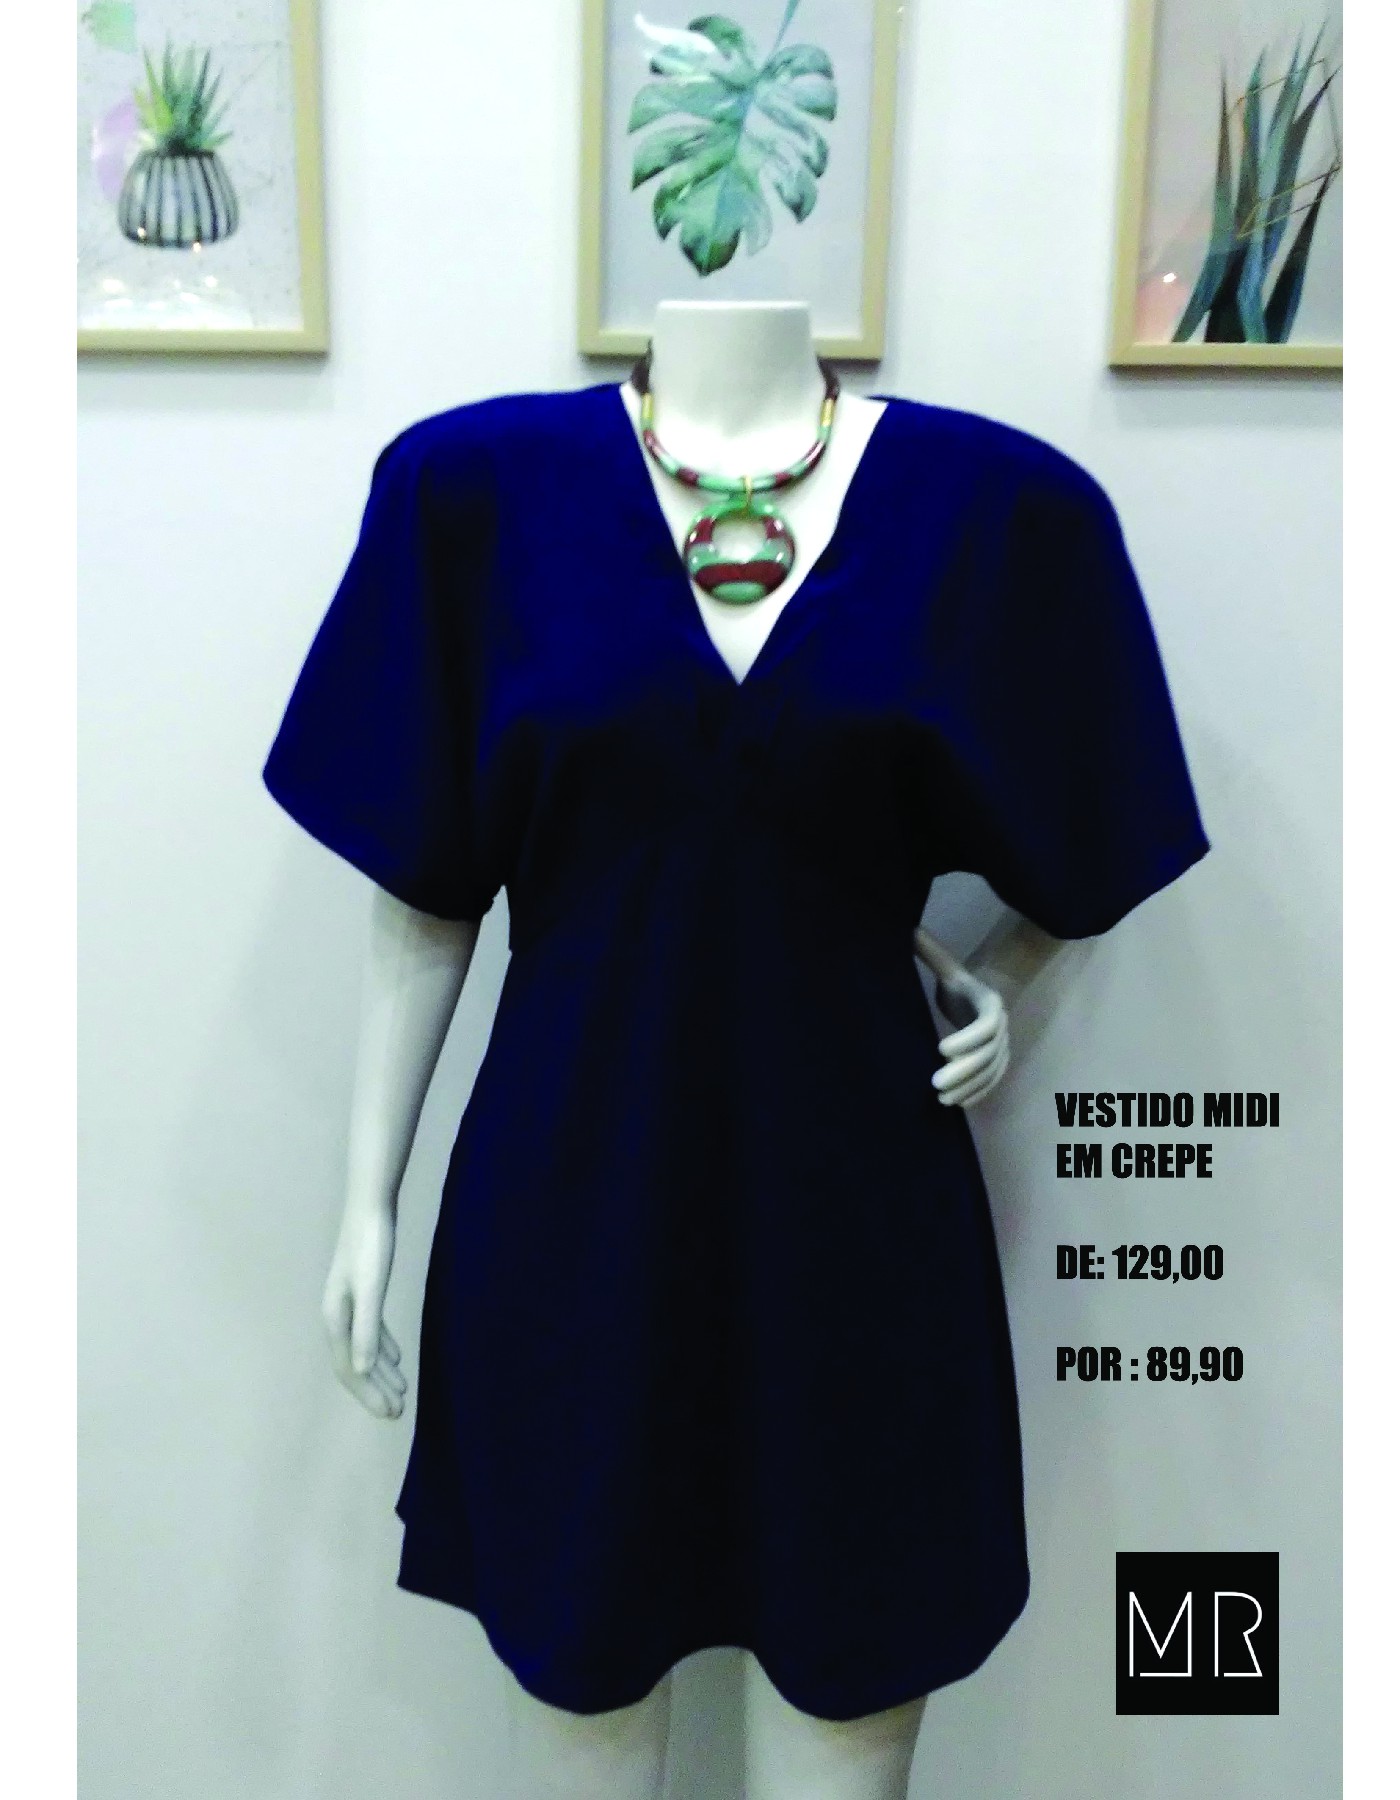 VESTIDO MIDI
EM CREPE
DE: 129,00
POR : 89,90
MR